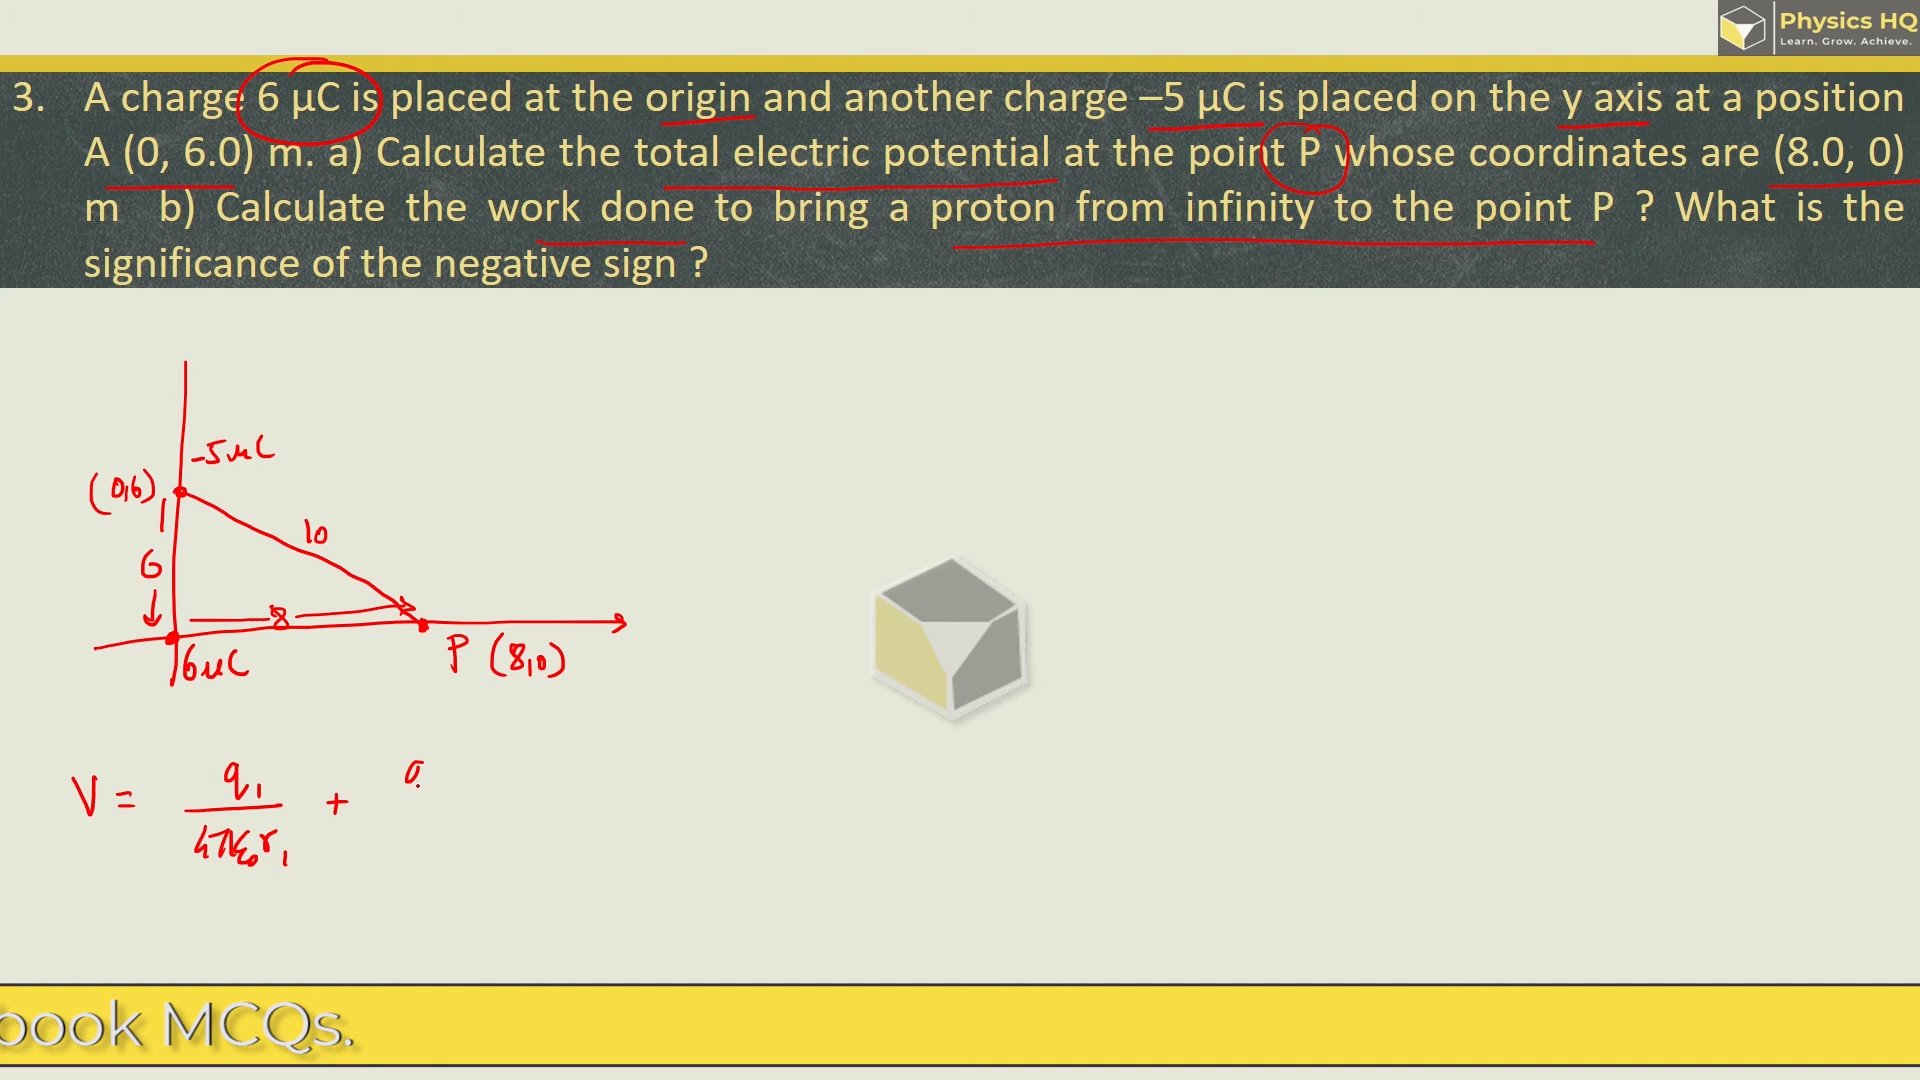 Physics HQ
Learn. Grow. Achieve.
3. A charge 6 µC is placed at the origin and another charge –5 µC is placed on the y axis at a position
A (0, 6.0) m. a) Calculate the total electric potential at the point P whose coordinates are (8.0, 0)
m b) Calculate the work done to bring a proton from infinity to the point P ? What is the
significance of the negative sign ?
-5µC
(0,6)
10
6
8
6µC
P (8,0)
V = q₁ / 4πε₀r₁ +
book MCQs.